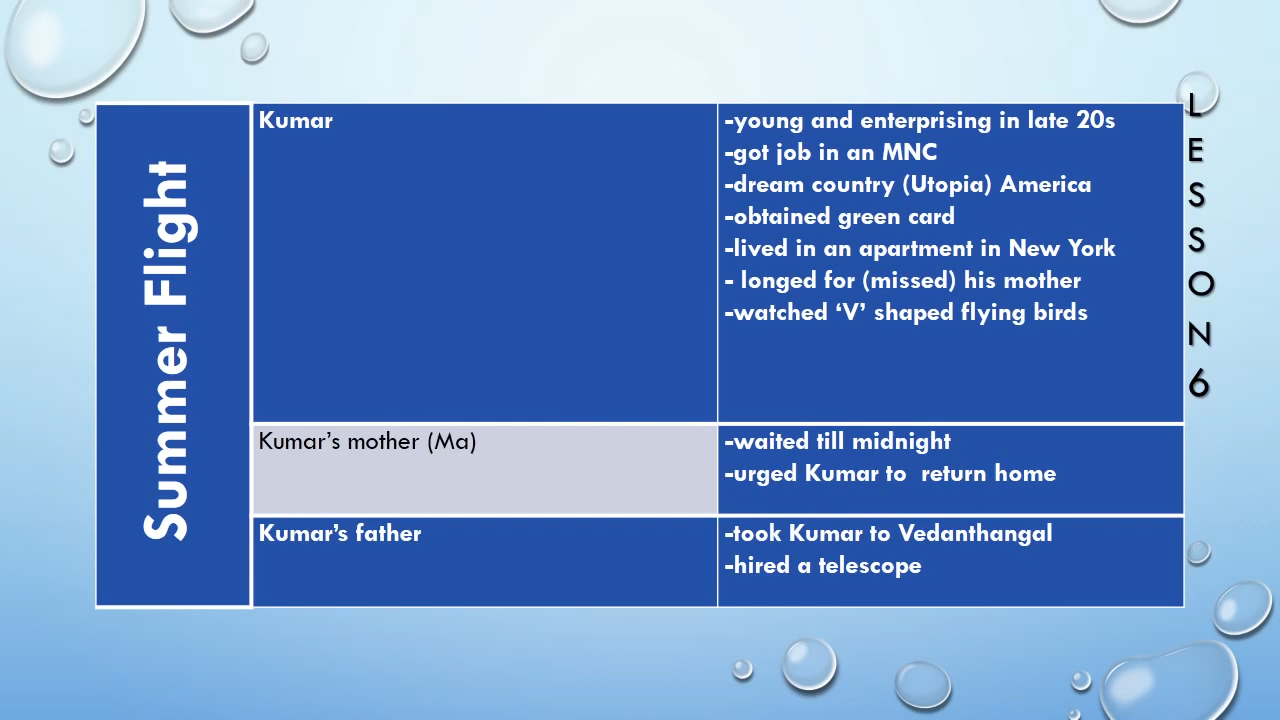 Summer Flight
Kumar
-young and enterprising in late 20s
-got job in an MNC
-dream country (Utopia) America
-obtained green card
-lived in an apartment in New York
- longed for (missed) his mother
-watched ‘V’ shaped flying birds
Kumar’s mother (Ma)
-waited till midnight
-urged Kumar to  return home
Kumar’s father
-took Kumar to Vedanthangal
-hired a telescope
L
E
S
S
O
N
6